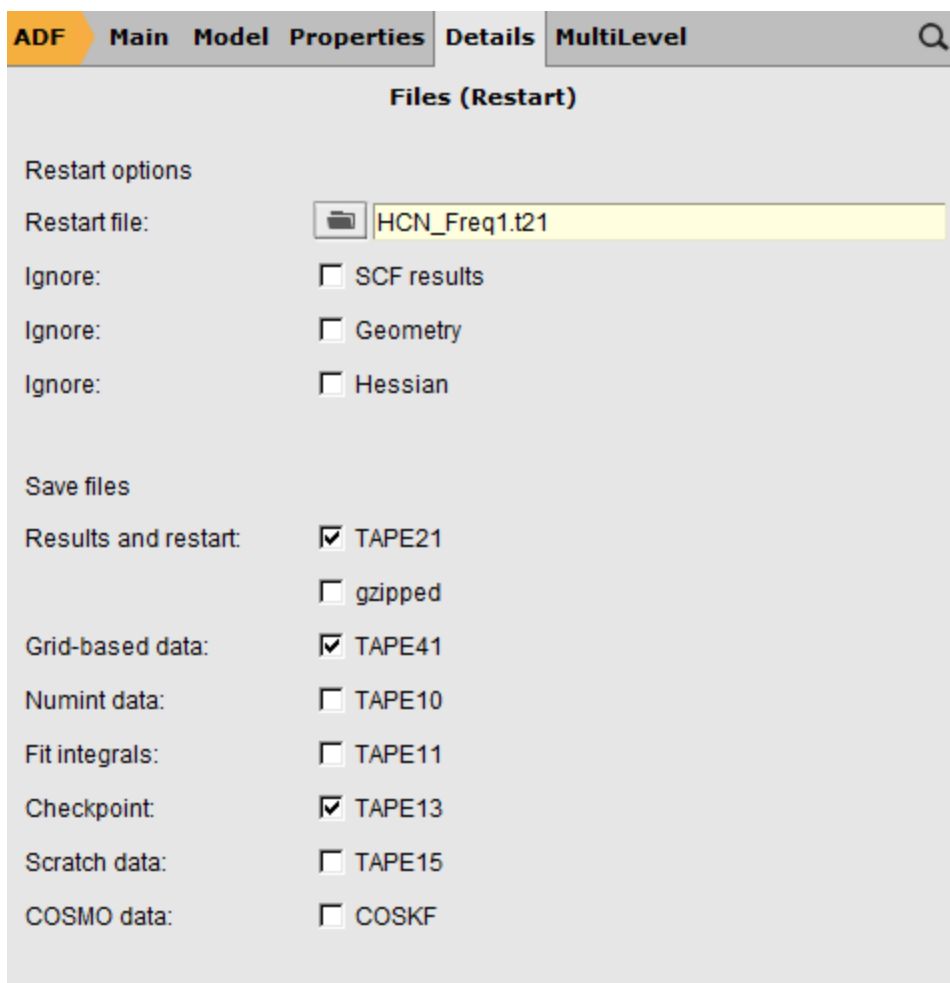 ADF Main Model Properties Details MultiLevel
Files (Restart)
Restart options
Restart file: HCN_Freq1.t21
Ignore: SCF results
Ignore: Geometry
Ignore: Hessian
Save files
Results and restart: TAPE21
gzipped
Grid-based data: TAPE41
Numint data: TAPE10
Fit integrals: TAPE11
Checkpoint: TAPE13
Scratch data: TAPE15
COSMO data: COSKF